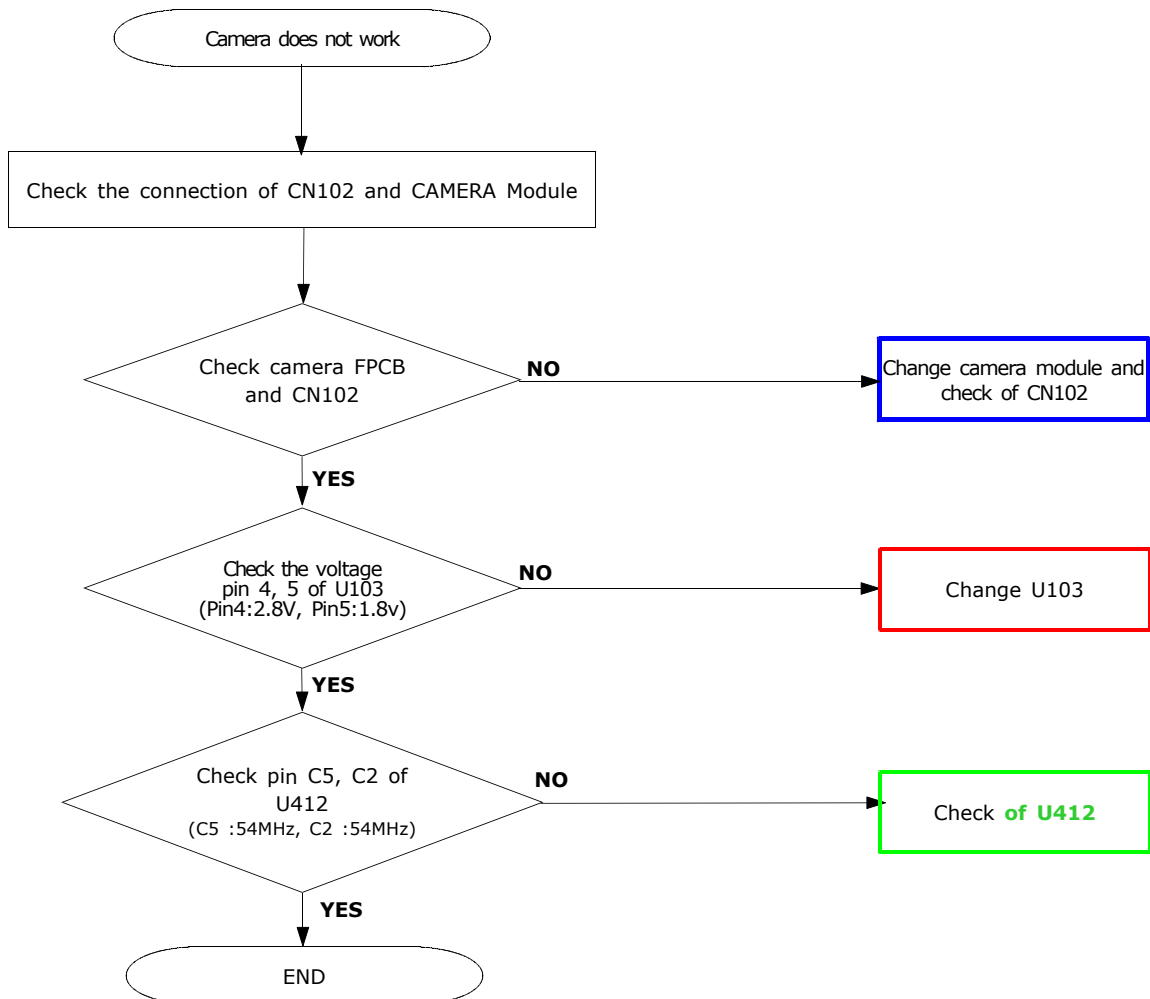 Camera does not work
Check the connection of CN102 and CAMERA Module
Check camera FPCB
and CN102
NO
Change camera module and
check of CN102
YES
Check the voltage
pin 4, 5 of U103
(Pin4:2.8V, Pin5:1.8v)
NO
Change U103
YES
Check pin C5, C2 of
U412
(C5 :54MHz, C2 :54MHz)
NO
Check of U412
YES
END